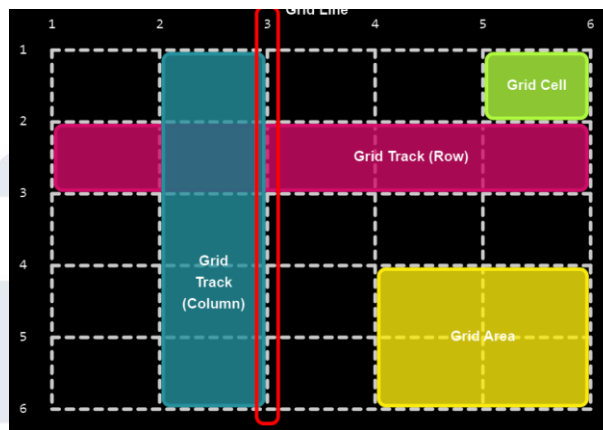 Grid Line
1 2 3 4 5 6
1
Grid Cell
2
Grid Track (Row)
3
Grid
Track
(Column)
4
Grid Area
5
6